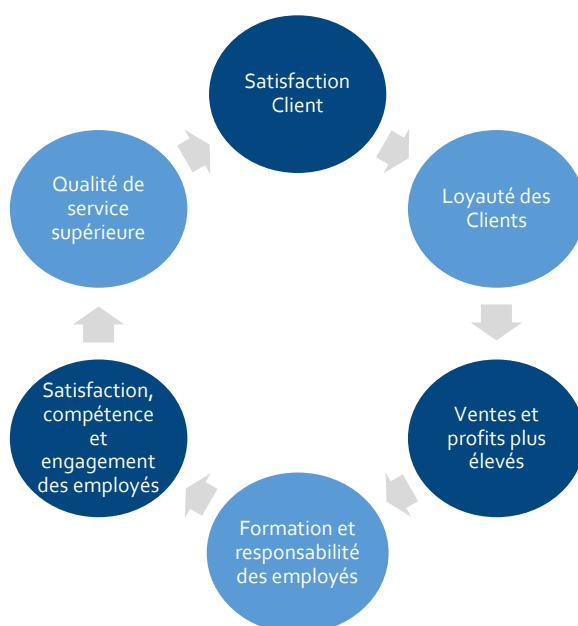 Satisfaction
Client
Loyauté des
Clients
Ventes et
profits plus
élevés
Formation et
responsabilité
des employés
Satisfaction,
compétence
et
engagement
des employés
Qualité de
service
supérieure